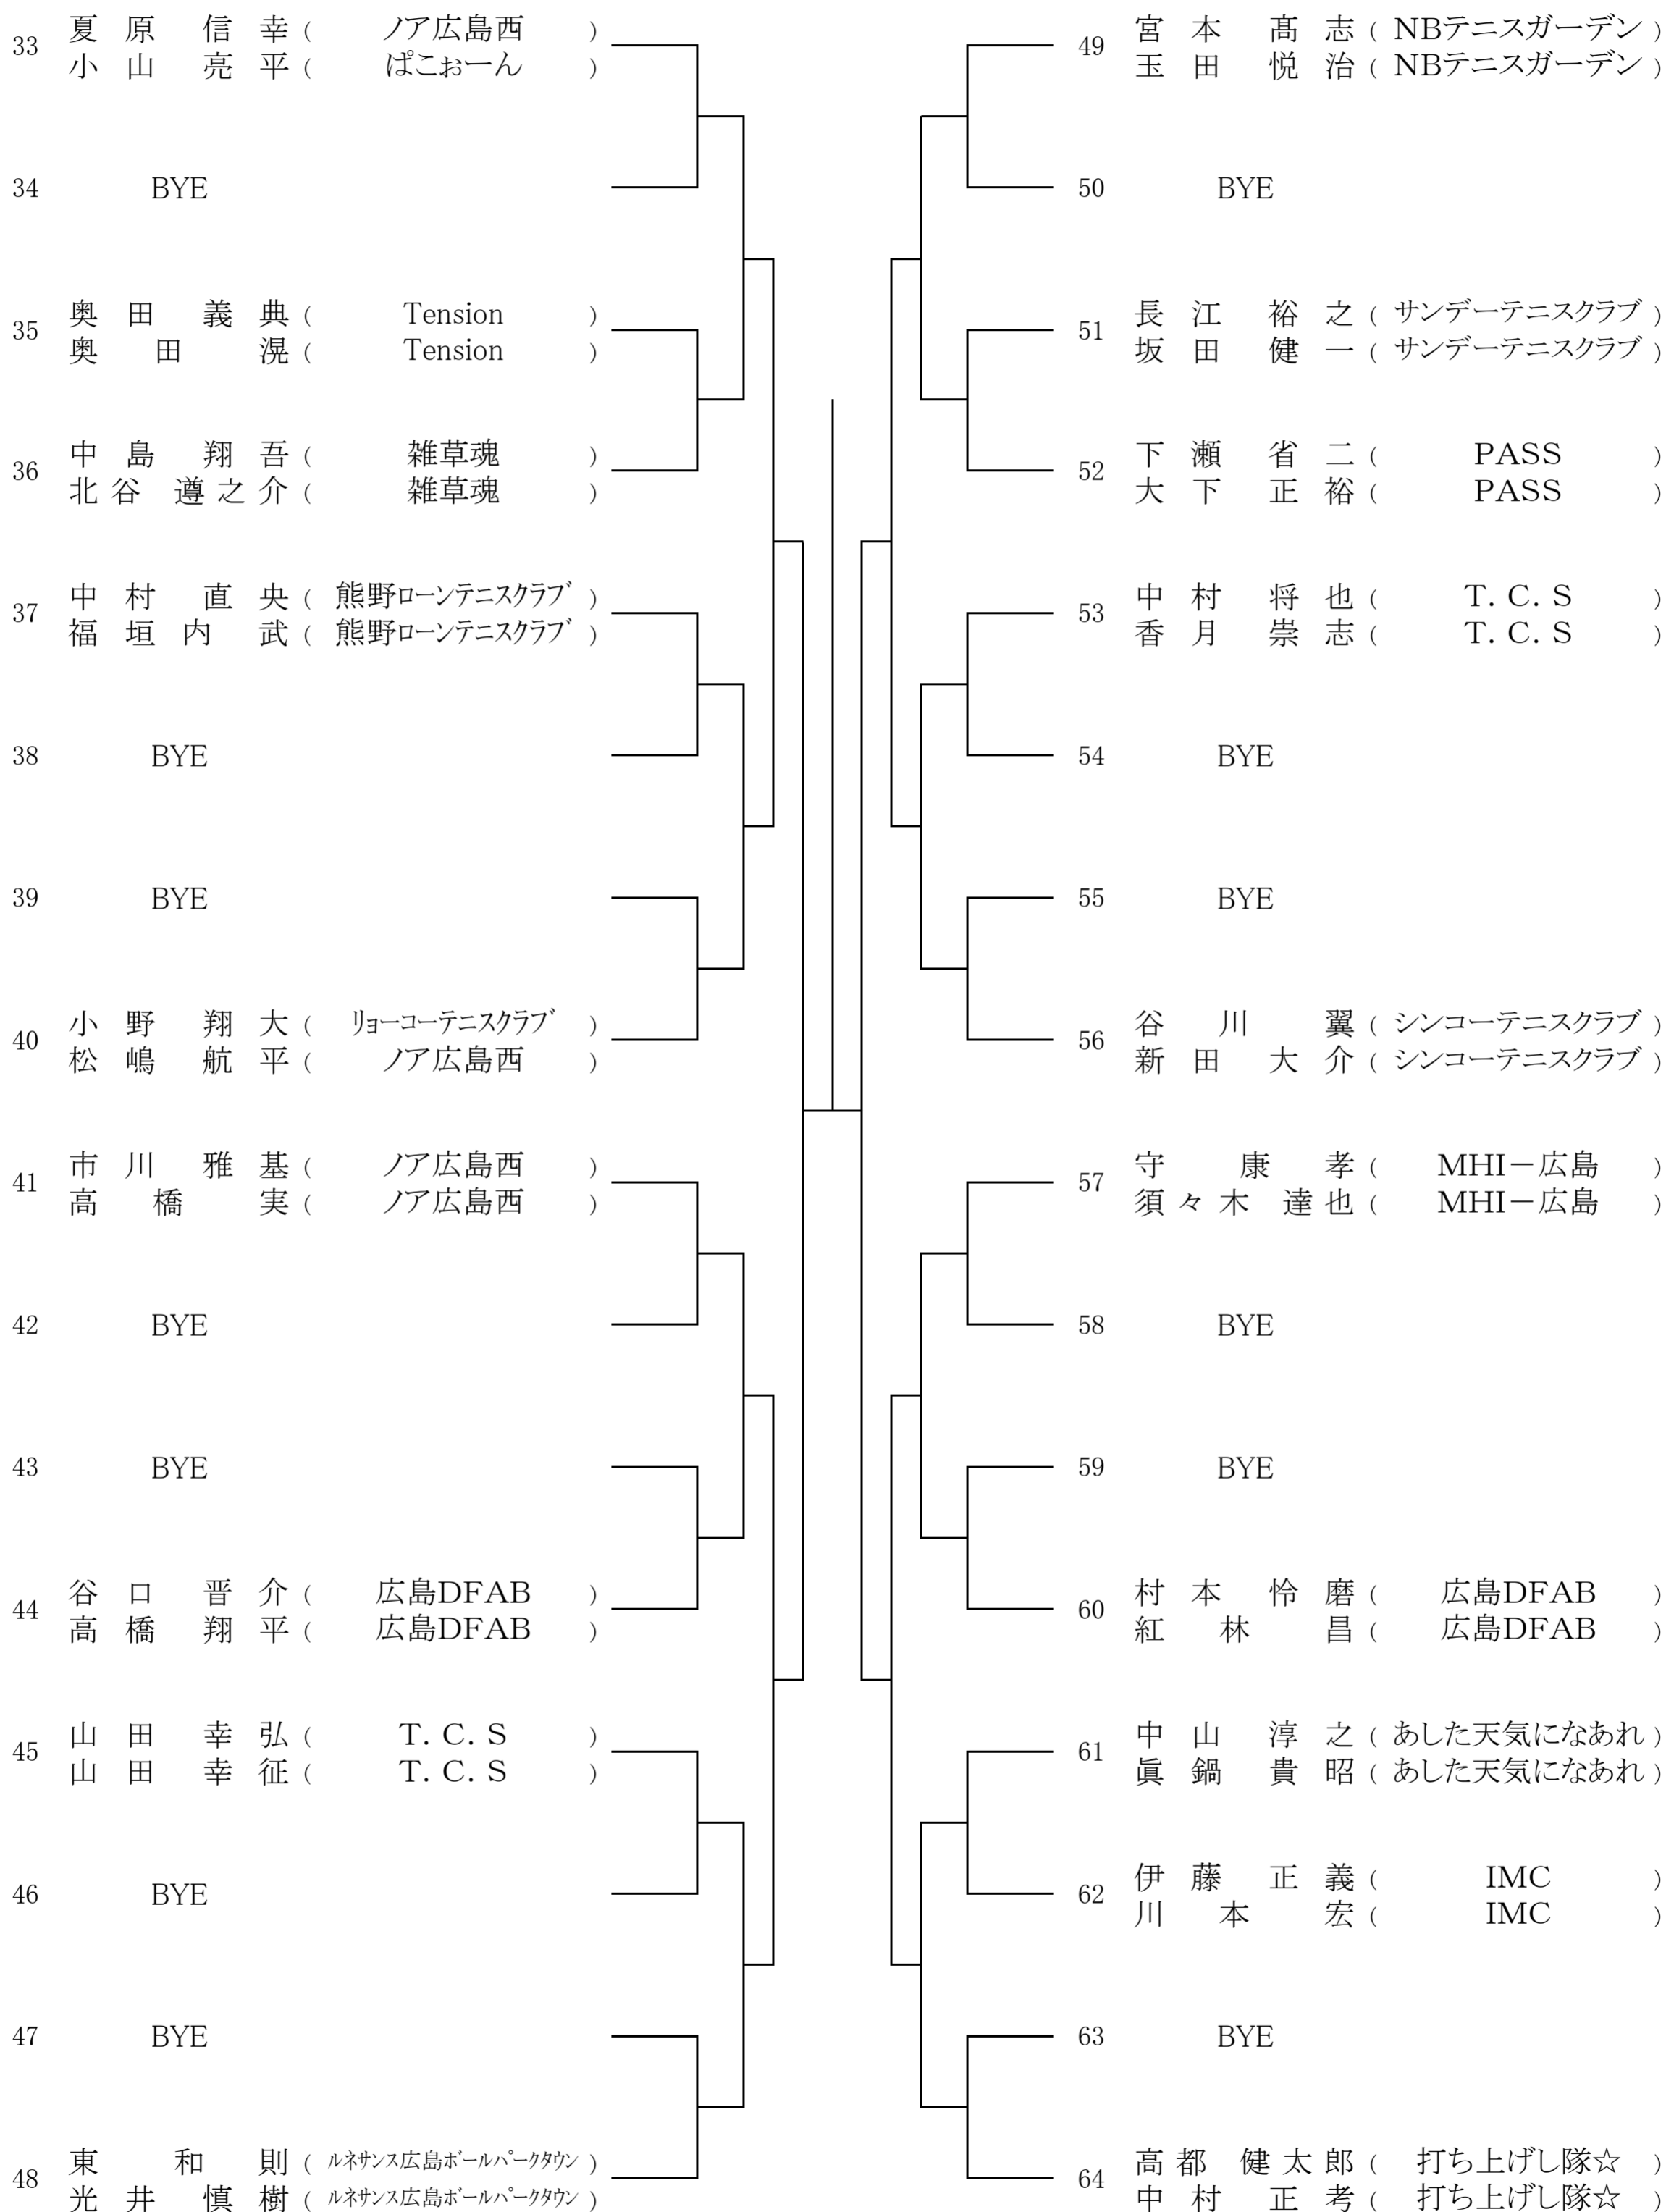 33 夏原 信幸 ( ノア広島西 )
小山 亮平 ( ぱこぉーん )
34 BYE
35 奥田 義典 ( Tension )
奥田 滉 ( Tension )
36 中島 翔吾 ( 雑草魂 )
北谷 遵之介 ( 雑草魂 )
37 中村 直央 ( 熊野ローンテニスクラブ )
福垣内 武 ( 熊野ローンテニスクラブ )
38 BYE
39 BYE
40 小野 翔大 ( リョーコーテニスクラブ )
松嶋 航平 ( ノア広島西 )
41 市川 雅基 ( ノア広島西 )
高橋 実 ( ノア広島西 )
42 BYE
43 BYE
44 谷口 晋介 ( 広島DFAB )
高橋 翔平 ( 広島DFAB )
45 山田 幸弘 ( T.C.S )
山田 幸征 ( T.C.S )
46 BYE
47 BYE
48 東 和則 ( ルネサンス広島ボールパークタウン )
光井 慎樹 ( ルネサンス広島ボールパークタウン )
49 宮本 髙志 ( NBテニスガーデン )
玉田 悦治 ( NBテニスガーデン )
50 BYE
51 長江 裕之 ( サンデーテニスクラブ )
坂田 健一 ( サンデーテニスクラブ )
52 下瀬 省二 ( PASS )
大下 正裕 ( PASS )
53 中村 将也 ( T.C.S )
香月 崇志 ( T.C.S )
54 BYE
55 BYE
56 谷川 翼 ( シンコーテニスクラブ )
新田 大介 ( シンコーテニスクラブ )
57 守 康孝 ( MHI－広島 )
須々木 達也 ( MHI－広島 )
58 BYE
59 BYE
60 村本 怜磨 ( 広島DFAB )
紅林 昌 ( 広島DFAB )
61 中山 淳之 ( あした天気になあれ )
眞鍋 貴昭 ( あした天気になあれ )
62 伊藤 正義 ( IMC )
川本 宏 ( IMC )
63 BYE
64 高都 健太郎 ( 打ち上げし隊☆ )
中村 正考 ( 打ち上げし隊☆ )